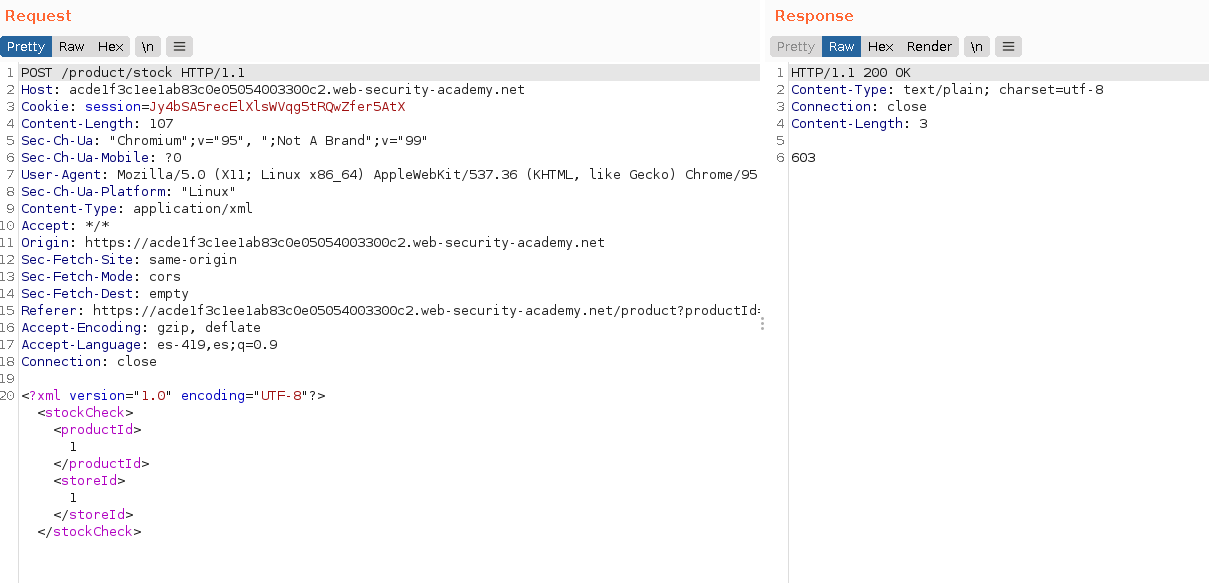 Request
Pretty Raw Hex \n ≡
1 POST /product/stock HTTP/1.1
2 Host: acde1f3c1ee1ab83c0e05054003300c2.web-security-academy.net
3 Cookie: session=Jy4bSA5recElXlsWVqg5tRQwZfer5AtX
4 Content-Length: 107
5 Sec-Ch-Ua: "Chromium";v="95", ";Not A Brand";v="99"
6 Sec-Ch-Ua-Mobile: ?0
7 User-Agent: Mozilla/5.0 (X11; Linux x86_64) AppleWebKit/537.36 (KHTML, like Gecko) Chrome/95
8 Sec-Ch-Ua-Platform: "Linux"
9 Content-Type: application/xml
10 Accept: */*
11 Origin: https://acde1f3c1ee1ab83c0e05054003300c2.web-security-academy.net
12 Sec-Fetch-Site: same-origin
13 Sec-Fetch-Mode: cors
14 Sec-Fetch-Dest: empty
15 Referer: https://acde1f3c1ee1ab83c0e05054003300c2.web-security-academy.net/product?productId=
16 Accept-Encoding: gzip, deflate
17 Accept-Language: es-419,es;q=0.9
18 Connection: close
19
20 <?xml version="1.0" encoding="UTF-8"?>
<stockCheck>
<productId>
1
</productId>
<storeId>
1
</storeId>
</stockCheck>
Response
Pretty Raw Hex Render \n ≡
1 HTTP/1.1 200 OK
2 Content-Type: text/plain; charset=utf-8
3 Connection: close
4 Content-Length: 3
5
6 603